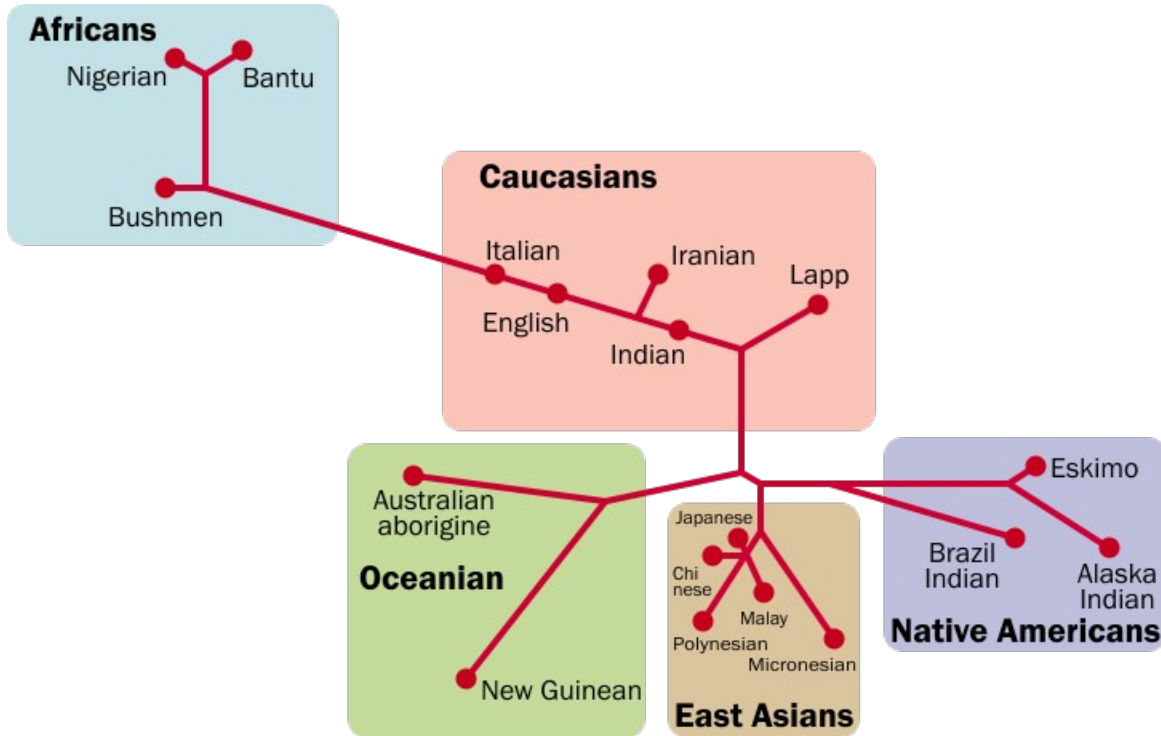 Africans
Nigerian
Bantu
Bushmen
Caucasians
Italian
Iranian
Lapp
English
Indian
Australian
aborigine
Oceanian
New Guinean
Japanese
Chi
nese
Malay
Polynesian
Micronesian
East Asians
Eskimo
Brazil
Indian
Alaska
Indian
Native Americans